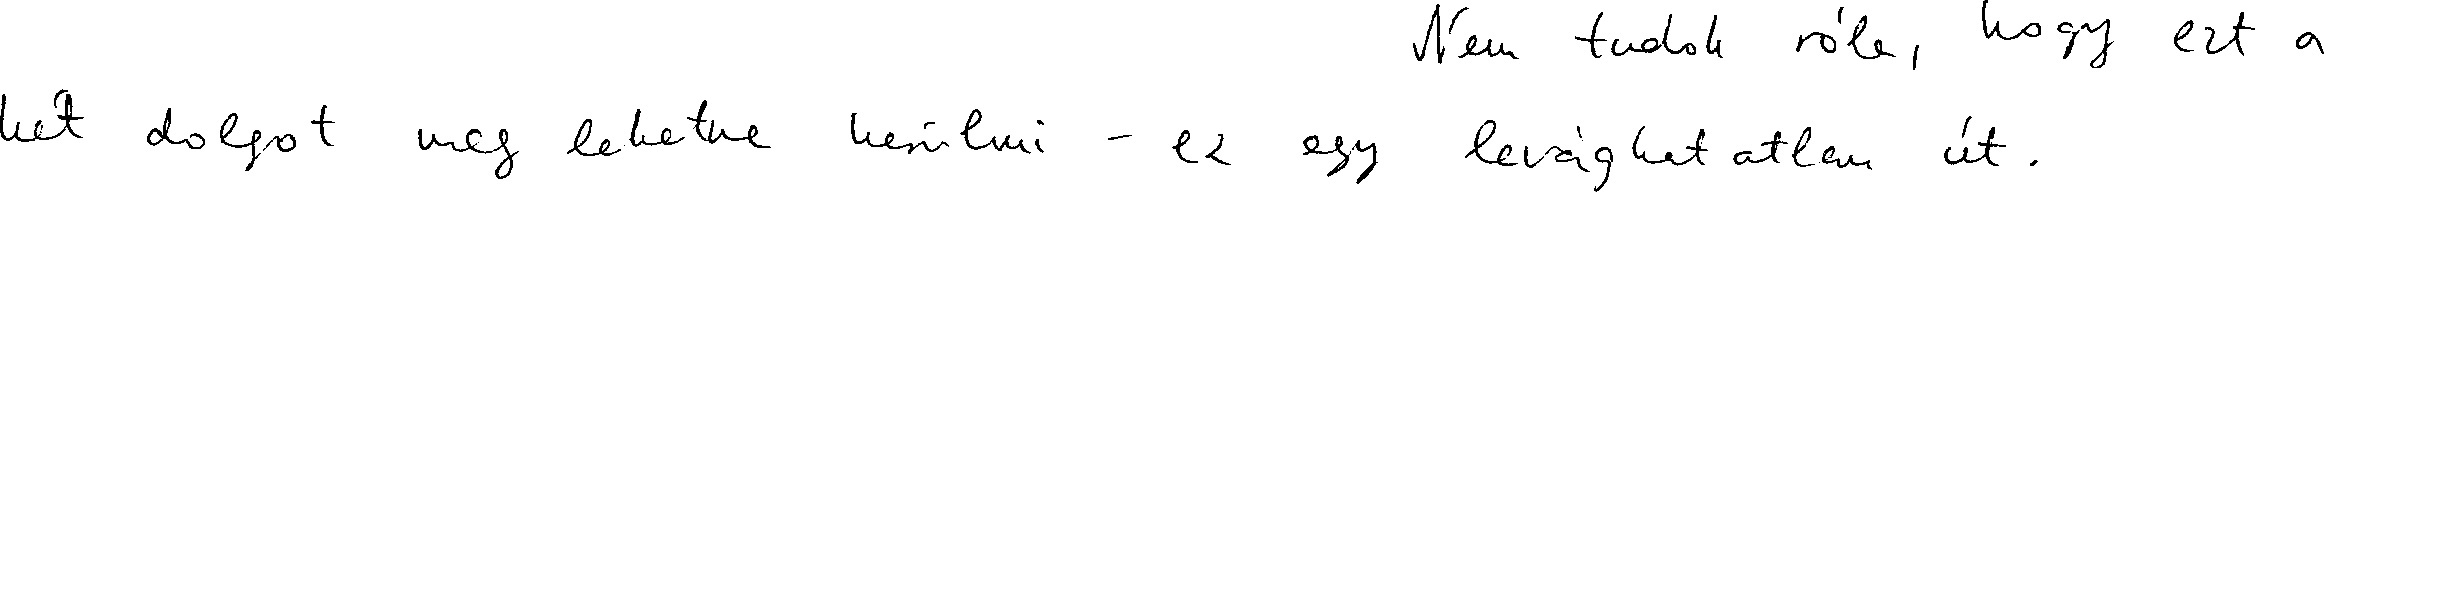 Nem tudok róla, hogy ezt a
két dolgot meg lehetne kerülni - ez egy levághatatlan út.